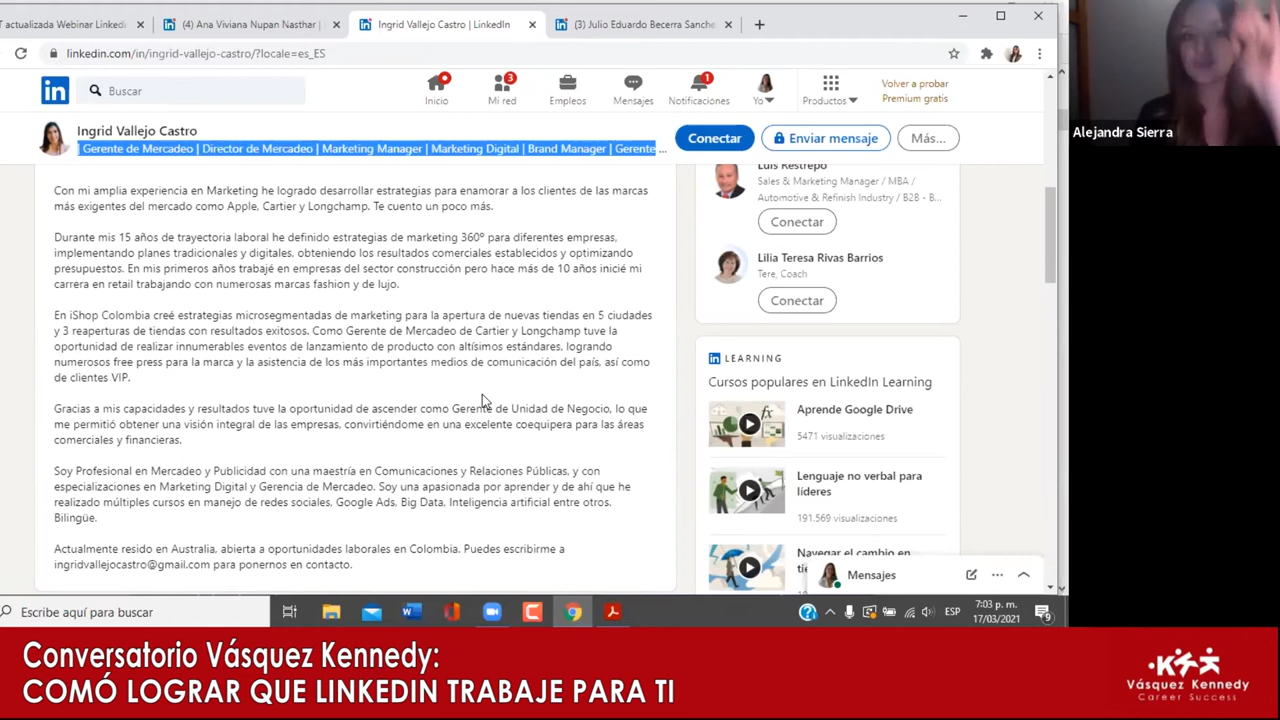 T actualizada Webinar Linkedi
(4) Ana Viviana Nupan Nasthar |
Ingrid Vallejo Castro | LinkedIn
(3) Julio Eduardo Becerra Sanche
linkedin.com/in/ingrid-vallejo-castro/?locale=es_ES
in
Buscar
Inicio
3
Mi red
Empleos
Mensajes
1
Notificaciones
Yo
Productos
Volver a probar
Premium gratis
Ingrid Vallejo Castro
| Gerente de Mercadeo | Director de Mercadeo | Marketing Manager | Marketing Digital | Brand Manager | Gerente ...
Conectar
Enviar mensaje
Más...
Con mi amplia experiencia en Marketing he logrado desarrollar estrategias para enamorar a los clientes de las marcas
más exigentes del mercado como Apple, Cartier y Longchamp. Te cuento un poco más.
Durante mis 15 años de trayectoria laboral he definido estrategias de marketing 360º para diferentes empresas,
implementando planes tradicionales y digitales, obteniendo los resultados comerciales establecidos y optimizando
presupuestos. En mis primeros años trabajé en empresas del sector construcción pero hace más de 10 años inicié mi
carrera en retail trabajando con numerosas marcas fashion y de lujo.
En iShop Colombia creé estrategias microsegmentadas de marketing para la apertura de nuevas tiendas en 5 ciudades
y 3 reaperturas de tiendas con resultados exitosos. Como Gerente de Mercadeo de Cartier y Longchamp tuve la
oportunidad de realizar innumerables eventos de lanzamiento de producto con altísimos estándares, logrando
numerosos free press para la marca y la asistencia de los más importantes medios de comunicación del país, así como
de clientes VIP.
Gracias a mis capacidades y resultados tuve la oportunidad de ascender como Gerente de Unidad de Negocio, lo que
me permitió obtener una visión integral de las empresas, convirtiéndome en una excelente coequipera para las áreas
comerciales y financieras.
Soy Profesional en Mercadeo y Publicidad con una maestría en Comunicaciones y Relaciones Públicas, y con
especializaciones en Marketing Digital y Gerencia de Mercadeo. Soy una apasionada por aprender y de ahí que he
realizado múltiples cursos en manejo de redes sociales, Google Ads, Big Data, Inteligencia artificial entre otros.
Bilingüe.
Actualmente resido en Australia, abierta a oportunidades laborales en Colombia. Puedes escribirme a
ingridvallejocastro@gmail.com para ponernos en contacto.
Luis Restrepo
Sales & Marketing Manager / MBA /
Automotive & Refinish Industry / B2B - B...
Conectar
Lilia Teresa Rivas Barrios
Tere, Coach
Conectar
in LEARNING
Cursos populares en LinkedIn Learning
Aprende Google Drive
5471 visualizaciones
Lenguaje no verbal para
líderes
191.569 visualizaciones
Navegar el cambio en
Mensajes
Escribe aquí para buscar
ESP
7:03 p. m.
17/03/2021
9
Alejandra Sierra
Conversatorio Vásquez Kennedy:
COMÓ LOGRAR QUE LINKEDIN TRABAJE PARA TI
Vásquez Kennedy
Career Success